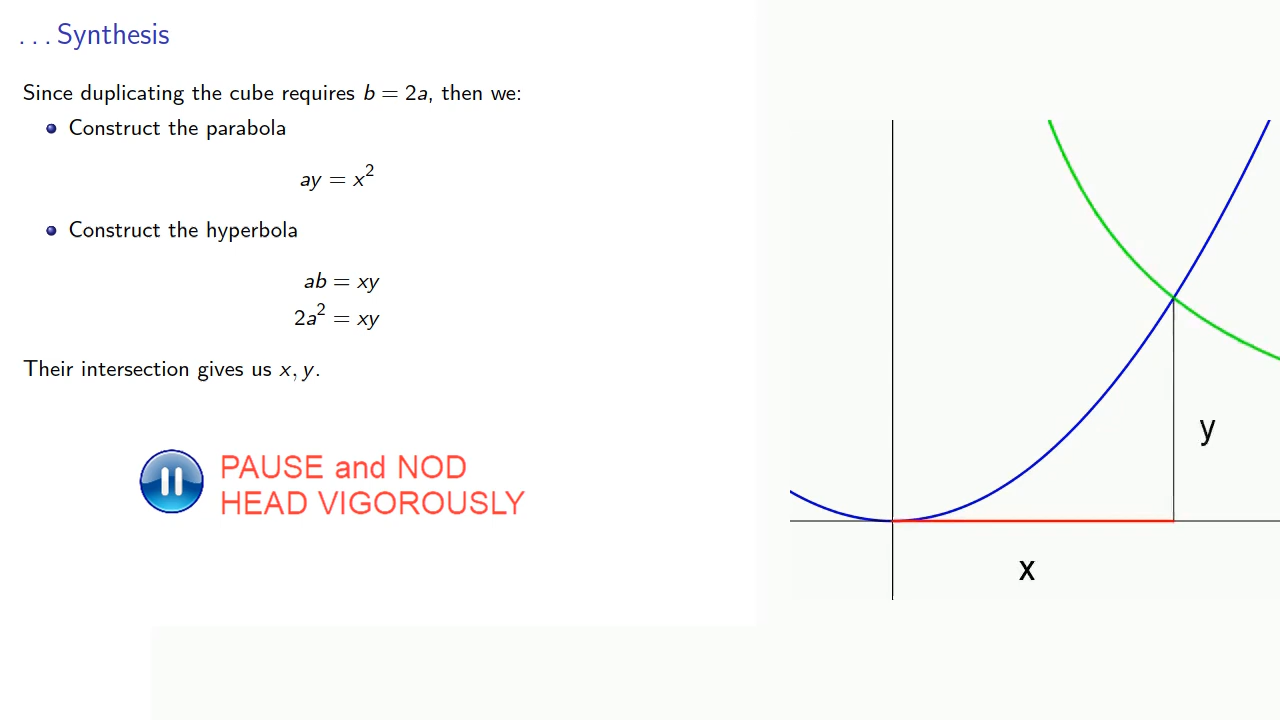 . . . Synthesis
Since duplicating the cube requires b = 2a, then we:
Construct the parabola
ay = x²
Construct the hyperbola
ab = xy
2a² = xy
Their intersection gives us x, y.
PAUSE and NOD
HEAD VIGOROUSLY
y
x